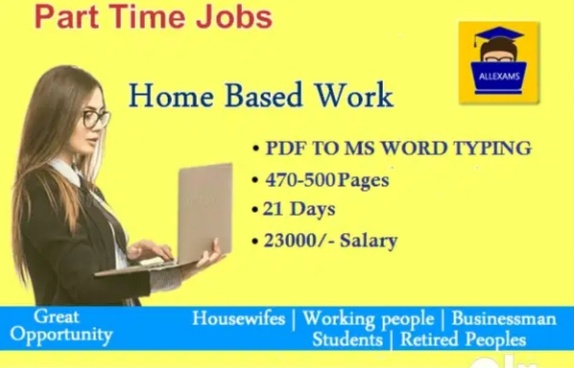 Part Time Jobs
ALLEXAMS
Home Based Work
• PDF TO MS WORD TYPING
• 470-500Pages
• 21 Days
• 23000/- Salary
Great
Opportunity
Housewifes | Working people | Businessman
Students | Retired Peoples